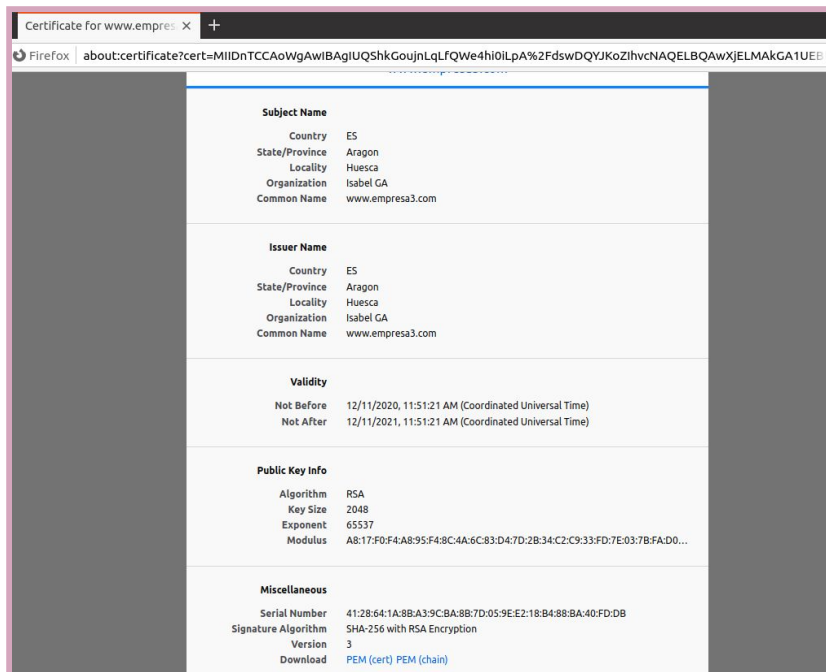 Certificate for www.empres × +
Firefox about:certificate?cert=MIIDnTCCAoWgAwIBAgIUQShkGoujnLqLfQWe4hi0iLpA%2FdswDQYJKoZIhvcNAQELBQAwXjELMAkGA1UEB
www.empresa3.com
Subject Name
Country ES
State/Province Aragon
Locality Huesca
Organization Isabel GA
Common Name www.empresa3.com
Issuer Name
Country ES
State/Province Aragon
Locality Huesca
Organization Isabel GA
Common Name www.empresa3.com
Validity
Not Before 12/11/2020, 11:51:21 AM (Coordinated Universal Time)
Not After 12/11/2021, 11:51:21 AM (Coordinated Universal Time)
Public Key Info
Algorithm RSA
Key Size 2048
Exponent 65537
Modulus A8:17:F0:F4:A8:95:F4:8C:4A:6C:83:D4:7D:2B:34:C2:C9:33:FD:7E:03:7B:FA:D0...
Miscellaneous
Serial Number 41:28:64:1A:8B:A3:9C:BA:8B:7D:05:9E:E2:18:B4:88:BA:40:FD:DB
Signature Algorithm SHA-256 with RSA Encryption
Version 3
Download PEM (cert) PEM (chain)